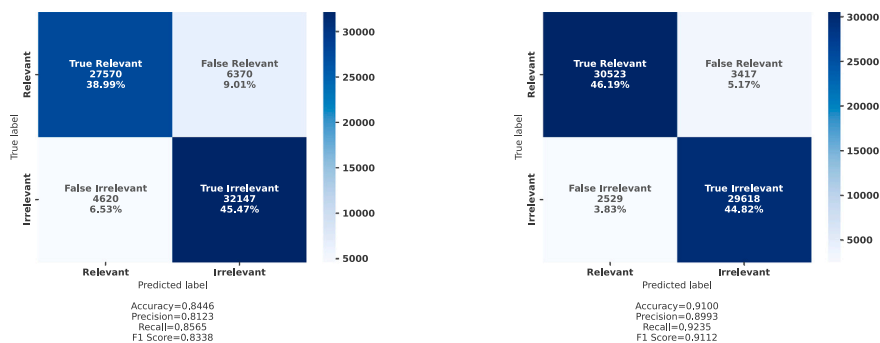 True Relevant
27570
38.99%
False Relevant
6370
9.01%
False Irrelevant
4620
6.53%
True Irrelevant
32147
45.47%
Relevant
Irrelevant
True label
Relevant
Irrelevant
Predicted label
30000
25000
20000
15000
10000
5000
Accuracy=0.8446
Precision=0.8123
Recall=0.8565
F1 Score=0.8338
True Relevant
30523
46.19%
False Relevant
3417
5.17%
False Irrelevant
2529
3.83%
True Irrelevant
29618
44.82%
Relevant
Irrelevant
True label
Relevant
Irrelevant
Predicted label
30000
25000
20000
15000
10000
5000
Accuracy=0.9100
Precision=0.8993
Recall=0.9235
F1 Score=0.9112